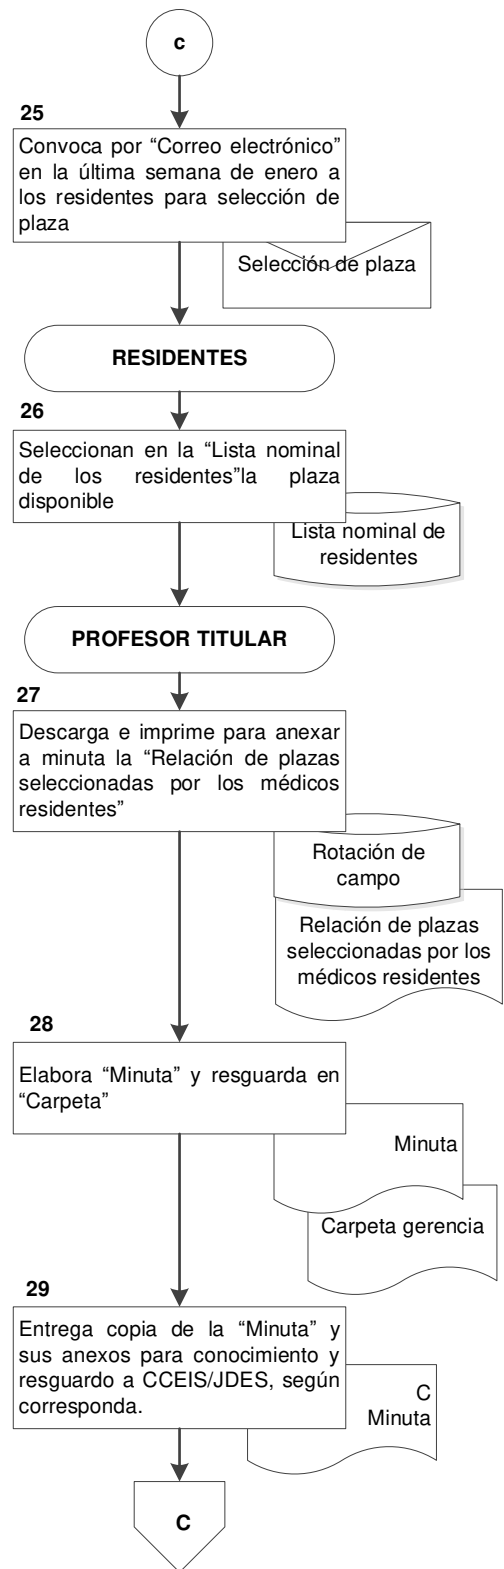 c
25
Convoca por “Correo electrónico”
en la última semana de enero a
los residentes para selección de
plaza
Selección de plaza
RESIDENTES
26
Seleccionan en la “Lista nominal
de los residentes”la plaza
disponible
Lista nominal de
residentes
PROFESOR TITULAR
27
Descarga e imprime para anexar
a minuta la “Relación de plazas
seleccionadas por los médicos
residentes”
Rotación de
campo
Relación de plazas
seleccionadas por los
médicos residentes
28
Elabora “Minuta” y resguarda en
“Carpeta”
Minuta
Carpeta gerencia
29
Entrega copia de la “Minuta” y
sus anexos para conocimiento y
resguardo a CCEIS/JDES, según
corresponda.
C
Minuta
C